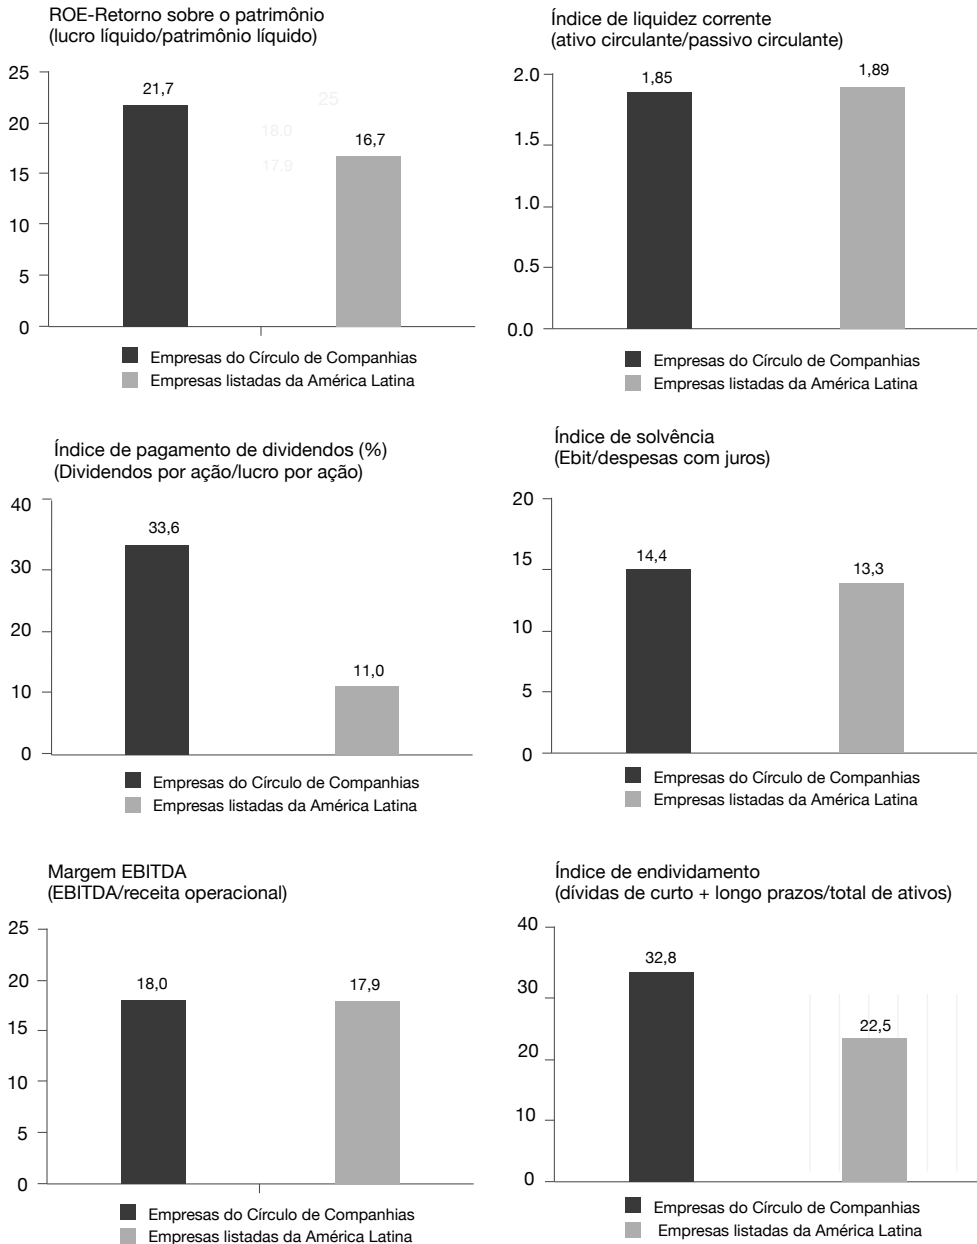 ROE-Retorno sobre o patrimônio
(lucro líquido/patrimônio líquido)
25
20
15
10
5
0
21,7
16,7
25
18.0
17.9
Empresas do Círculo de Companhias
Empresas listadas da América Latina
Índice de liquidez corrente
(ativo circulante/passivo circulante)
2.0
1.5
1.0
0.5
0.0
1,85
1,89
Empresas do Círculo de Companhias
Empresas listadas da América Latina
Índice de pagamento de dividendos (%)
(Dividendos por ação/lucro por ação)
40
30
20
10
0
33,6
11,0
Empresas do Círculo de Companhias
Empresas listadas da América Latina
Índice de solvência
(Ebit/despesas com juros)
20
15
10
5
0
14,4
13,3
Empresas do Círculo de Companhias
Empresas listadas da América Latina
Margem EBITDA
(EBITDA/receita operacional)
25
20
15
10
5
0
18,0
17,9
Empresas do Círculo de Companhias
Empresas listadas da América Latina
Índice de endividamento
(dívidas de curto + longo prazos/total de ativos)
40
30
20
10
0
32,8
22,5
Empresas do Círculo de Companhias
Empresas listadas da América Latina